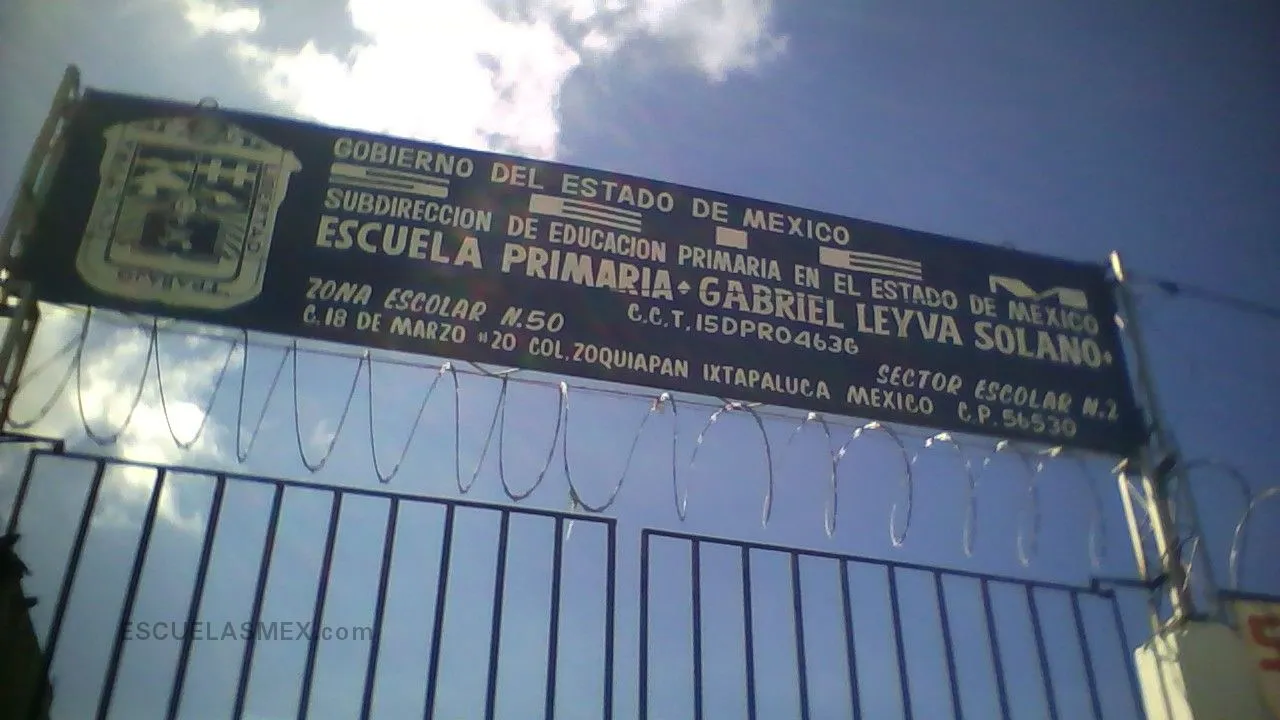 GOBIERNO DEL ESTADO DE MEXICO
SUBDIRECCION DE EDUCACION PRIMARIA EN EL ESTADO DE MEXICO
ESCUELA PRIMARIA "GABRIEL LEYVA SOLANO"
C.C.T. 15DPR0463G
ZONA ESCOLAR N.50
SECTOR ESCOLAR N.2
C. 18 DE MARZO #20 COL. ZOQUIAPAN IXTAPALUCA MEXICO C.P. 56530
ESCUELASMEX.com